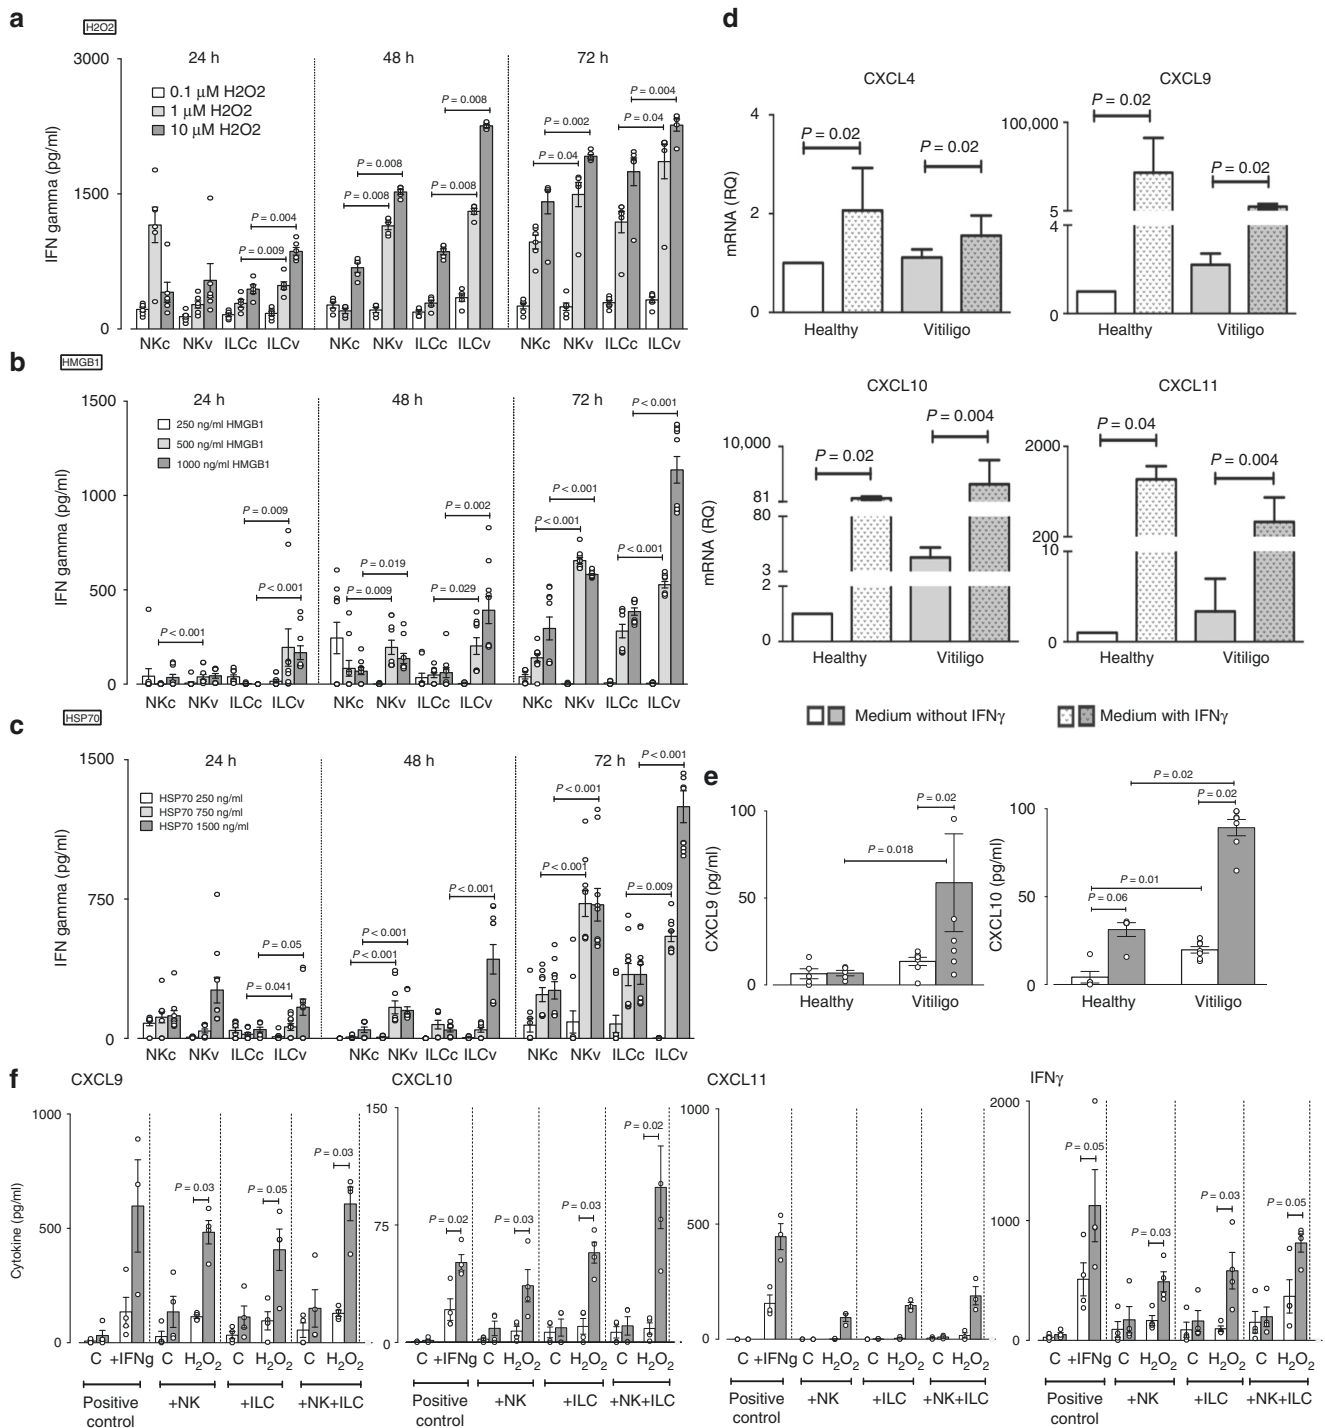 a
H2O2
24 h
48 h
72 h
3000
1500
0
IFN gamma (pg/ml)
0.1 μM H2O2
1 μM H2O2
10 μM H2O2
P = 0.004
P = 0.009
P = 0.008
P = 0.008
P = 0.008
P = 0.008
P = 0.002
P = 0.04
P = 0.004
P = 0.04
NKc NKv ILCc ILCv NKc NKv ILCc ILCv NKc NKv ILCc ILCv
b
HMGB1
24 h
48 h
72 h
1500
1000
500
0
IFN gamma (pg/ml)
250 ng/ml HMGB1
500 ng/ml HMGB1
1000 ng/ml HMGB1
P < 0.001
P = 0.009
P < 0.001
P = 0.019
P = 0.009
P = 0.002
P = 0.029
P < 0.001
P < 0.001
P < 0.001
P < 0.001
NKc NKv ILCc ILCv NKc NKv ILCc ILCv NKc NKv ILCc ILCv
c
HSP70
24 h
48 h
72 h
1500
750
0
IFN gamma (pg/ml)
HSP70 250 ng/ml
HSP70 750 ng/ml
HSP70 1500 ng/ml
P = 0.05
P = 0.041
P < 0.001
P < 0.001
P < 0.001
P < 0.001
P < 0.001
P < 0.001
P = 0.009
NKc NKv ILCc ILCv NKc NKv ILCc ILCv NKc NKv ILCc ILCv
d
CXCL4
4
2
0
mRNA (RQ)
P = 0.02
P = 0.02
Healthy Vitiligo
CXCL9
100,000
5
4
0
P = 0.02
P = 0.02
Healthy Vitiligo
CXCL10
10,000
81
80
3
2
0
mRNA (RQ)
P = 0.02
P = 0.004
Healthy Vitiligo
CXCL11
2000
200
10
0
P = 0.04
P = 0.004
Healthy Vitiligo
Medium without IFNγ
Medium with IFNγ
e
100
50
0
CXCL9 (pg/ml)
P = 0.02
P = 0.018
Healthy Vitiligo
100
50
0
CXCL10 (pg/ml)
P = 0.02
P = 0.02
P = 0.01
P = 0.06
Healthy Vitiligo
f
CXCL9
1000
500
0
Cytokine (pg/ml)
P = 0.03
P = 0.05
P = 0.03
C +IFNg C H2O2 C H2O2 C H2O2
Positive control +NK +ILC +NK+ILC
CXCL10
150
75
0
P = 0.02
P = 0.03
P = 0.03
P = 0.02
C +IFNg C H2O2 C H2O2 C H2O2
Positive control +NK +ILC +NK+ILC
CXCL11
1000
500
0
C +IFNg C H2O2 C H2O2 C H2O2
Positive control +NK +ILC +NK+ILC
IFNγ
2000
1000
0
P = 0.05
P = 0.03
P = 0.03
P = 0.05
C +IFNg C H2O2 C H2O2 C H2O2
Positive control +NK +ILC +NK+ILC